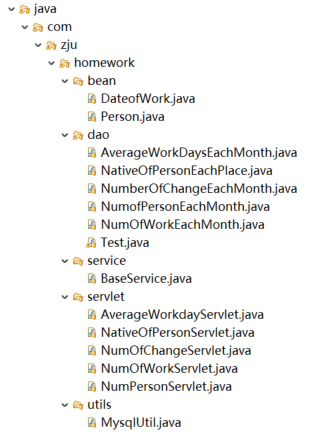 java
com
zju
homework
bean
DateofWork.java
Person.java
dao
AverageWorkDaysEachMonth.java
NativeOfPersonEachPlace.java
NumberOfChangeEachMonth.java
NumofPersonEachMonth.java
NumOfWorkEachMonth.java
Test.java
service
BaseService.java
servlet
AverageWorkdayServlet.java
NativeOfPersonServlet.java
NumOfChangeServlet.java
NumOfWorkServlet.java
NumPersonServlet.java
utils
MysqlUtil.java